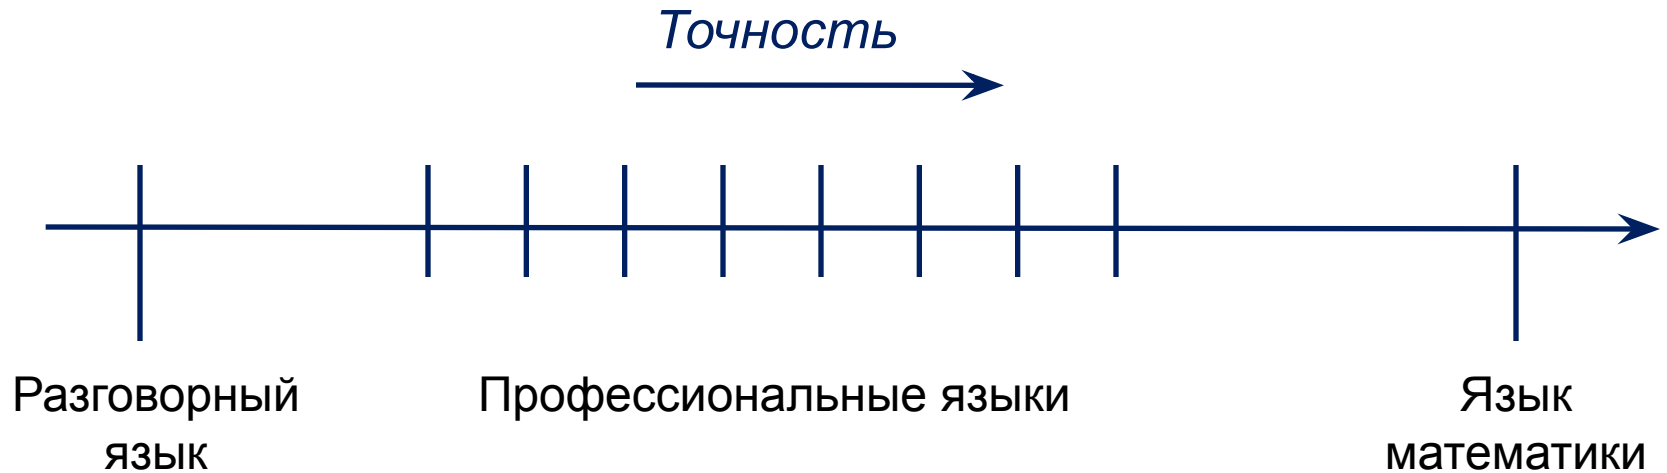 Точность
Разговорный
язык
Профессиональные языки
Язык
математики